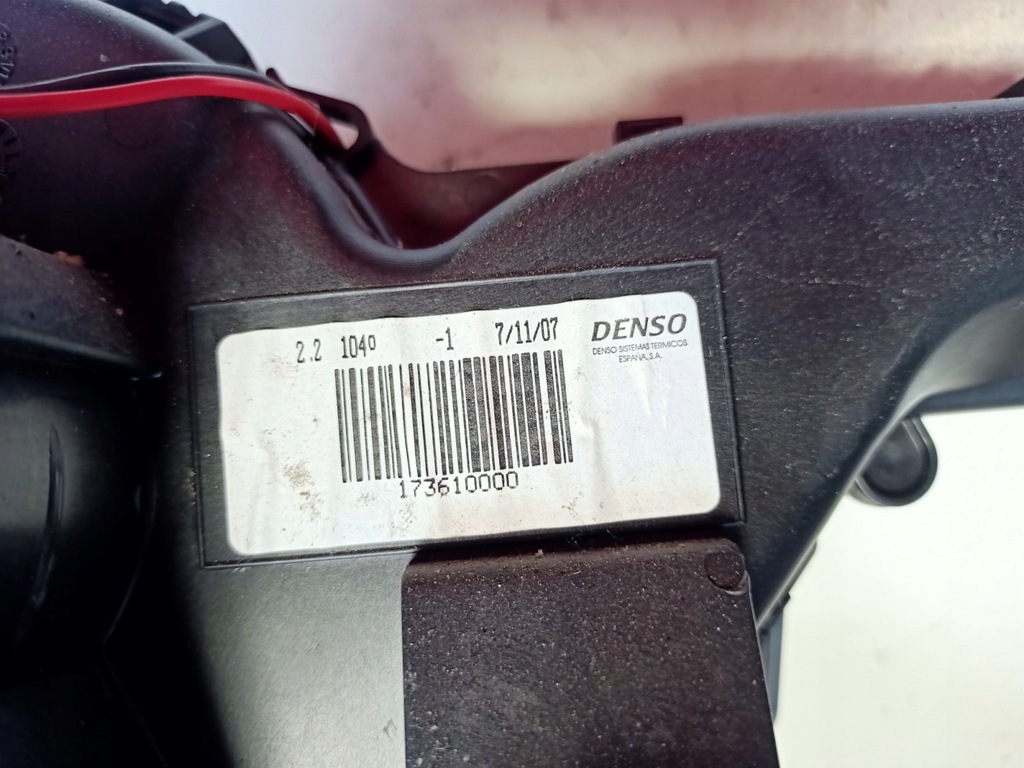 2.2 104º -1 7/11/07 DENSO
DENSO SISTEMAS TERMICOS
ESPAÑA, S.A.
173610000